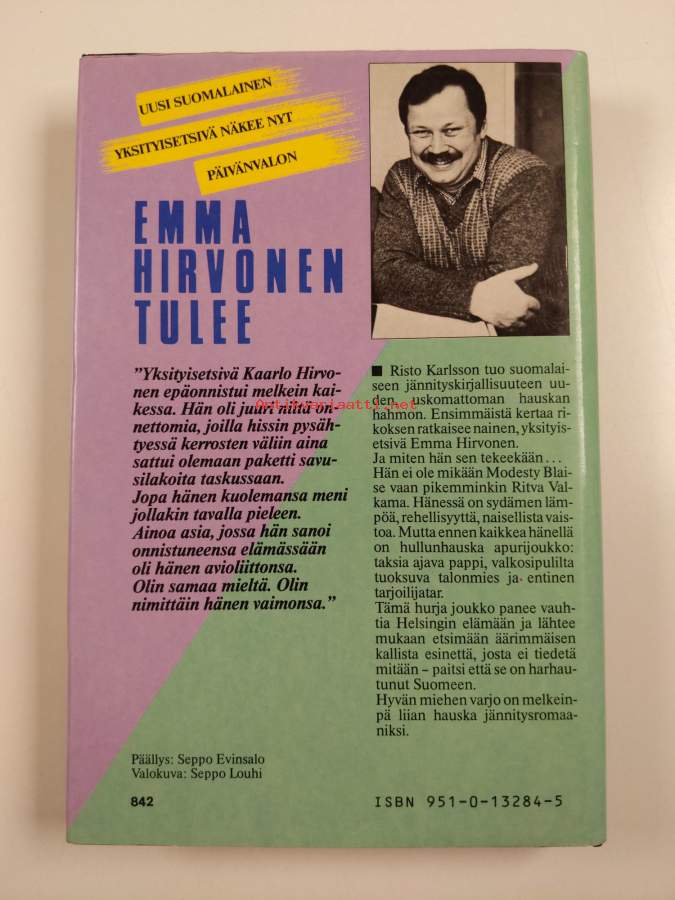 UUSI SUOMALAINEN
YKSITYISETSIVÄ NÄKEE NYT
PÄIVÄNVALON
EMMA
HIRVONEN
TULEE
”Yksityisetsivä Kaarlo Hirvo-
nen epäonnistui melkein kai-
kessa. Hän oli juuri niitä on-
nettomia, joilla hissin pysäh-
tyessä kerrosten väliin aina
sattui olemaan paketti savu-
silakoita taskussaan.
Jopa hänen kuolemansa meni
jollakin tavalla pieleen.
Ainoa asia, jossa hän sanoi
onnistuneensa elämässään
oli hänen avioliittonsa.
Olin samaa mieltä. Olin
nimittäin hänen vaimonsa.”
Päällys: Seppo Evinsalo
Valokuva: Seppo Louhi
842
■ Risto Karlsson tuo suomalai-
seen jännityskirjallisuuteen uu-
den, uskomattoman hauskan
hahmon. Ensimmäistä kertaa ri-
koksen ratkaisee nainen, yksityis-
etsivä Emma Hirvonen.
Ja miten hän sen tekeekään...
Hän ei ole mikään Modesty Blai-
se vaan pikemminkin Ritva Val-
kama. Hänessä on sydämen läm-
pöä, rehellisyyttä, naisellista vais-
toa. Mutta ennen kaikkea hänellä
on hullunhauska apurijoukko:
taksia ajava pappi, valkosipulilta
tuoksuva talonmies ja entinen
tarjoilijatar.
Tämä hurja joukko panee vauh-
tia Helsingin elämään ja lähtee
mukaan etsimään äärimmäisen
kallista esinettä, josta ei tiedetä
mitään – paitsi että se on harhau-
tunut Suomeen.
Hyvän miehen varjo on melkein-
pä liian hauska jännitysromaa-
niksi.
ISBN 951-0-13284-5
Antikvariaatti.net